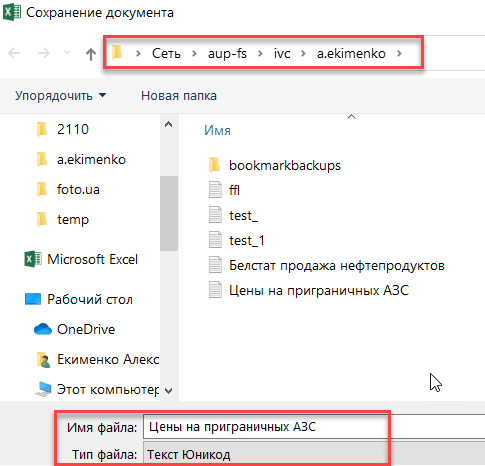 Сохранение документа
Сеть > aup-fs > ivc > a.ekimenko >
Упорядочить Новая папка
2110
a.ekimenko
foto.ua
temp
Microsoft Excel
Рабочий стол
OneDrive
Екименко Алекс
Этот компьютер
Имя
bookmarkbackups
ffl
test_
test_1
Белстат продажа нефтепродуктов
Цены на приграничных АЗС
Имя файла: Цены на приграничных АЗС
Тип файла: Текст Юникод